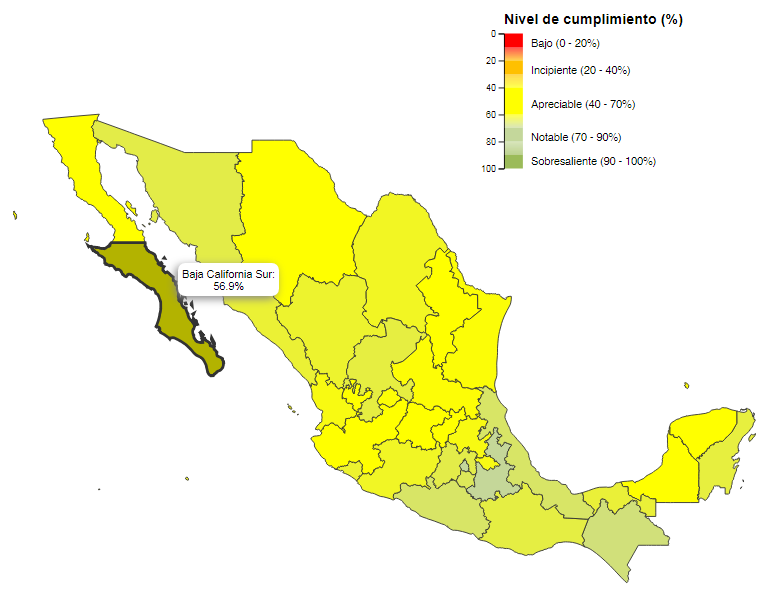 Nivel de cumplimiento (%)
0
Bajo (0 - 20%)
20
Incipiente (20 - 40%)
40
Apreciable (40 - 70%)
60
80
Notable (70 - 90%)
100
Sobresaliente (90 - 100%)
Baja California Sur:
56.9%